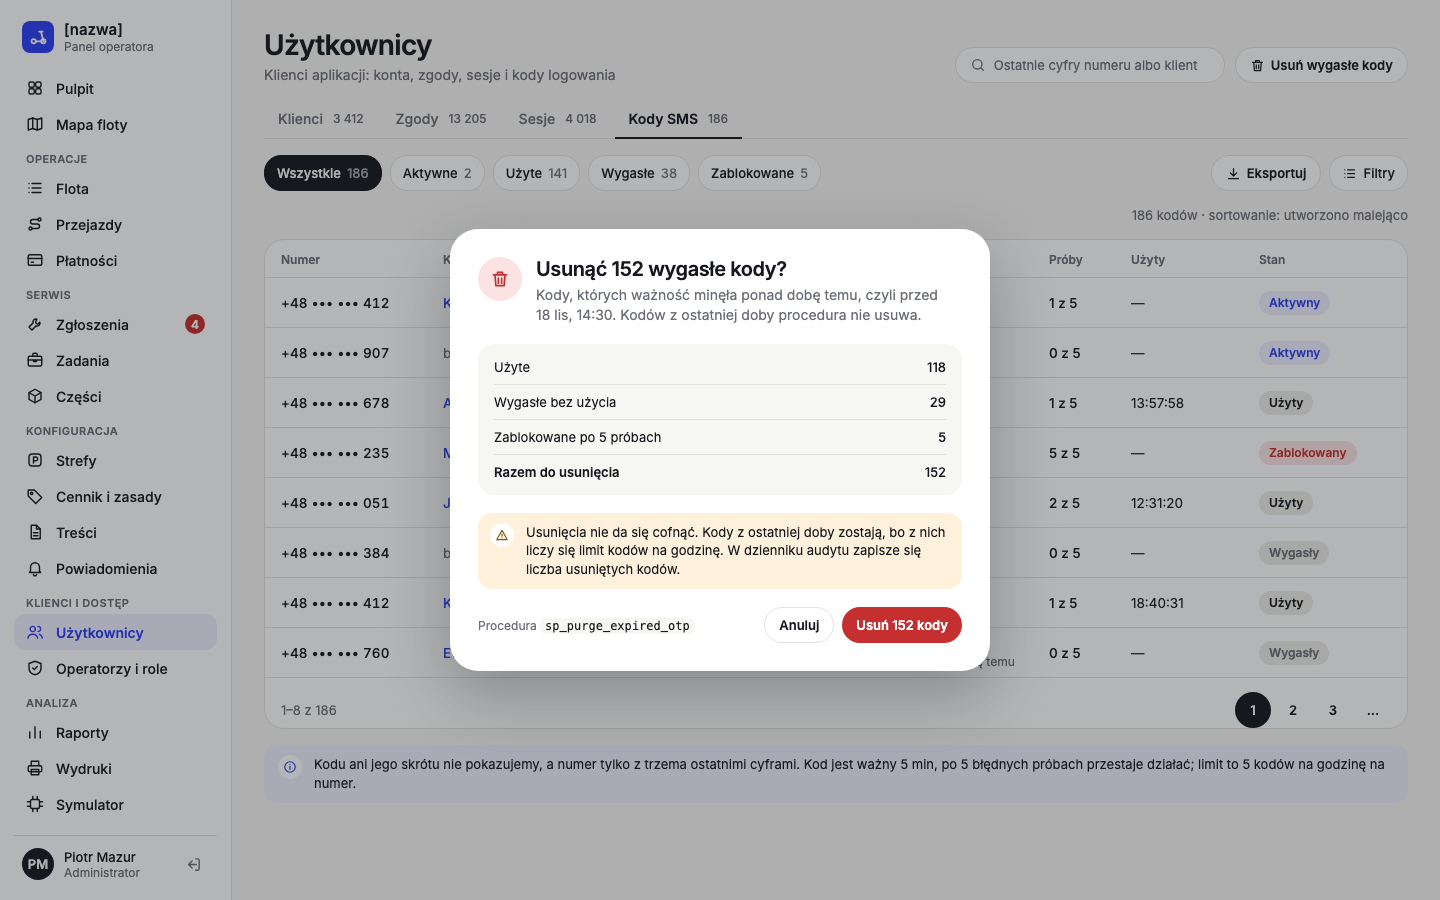 [nazwa]
Panel operatora
Pulpit
Mapa floty
OPERACJE
Flota
Przejazdy
Płatności
SERWIS
Zgłoszenia 4
Zadania
Części
KONFIGURACJA
Strefy
Cennik i zasady
Treści
Powiadomienia
KLIENCI I DOSTĘP
Użytkownicy
Operatorzy i role
ANALIZA
Raporty
Wydruki
Symulator
PM
Piotr Mazur
Administrator
Użytkownicy
Klienci aplikacji: konta, zgody, sesje i kody logowania
Ostatnie cyfry numeru albo klient
Usuń wygasłe kody
Klienci 3 412
Zgody 13 205
Sesje 4 018
Kody SMS 186
Wszystkie 186
Aktywne 2
Użyte 141
Wygasłe 38
Zablokowane 5
Eksportuj
Filtry
186 kodów · sortowanie: utworzono malejąco
Numer K Próby Użyty Stan
+48 ••• ••• 412 K 1 z 5 — Aktywny
+48 ••• ••• 907 b 0 z 5 — Aktywny
+48 ••• ••• 678 A 1 z 5 13:57:58 Użyty
+48 ••• ••• 235 M 5 z 5 — Zablokowany
+48 ••• ••• 051 J 2 z 5 12:31:20 Użyty
+48 ••• ••• 384 b 0 z 5 — Wygasły
+48 ••• ••• 412 K 1 z 5 18:40:31 Użyty
+48 ••• ••• 760 E temu 0 z 5 — Wygasły
1–8 z 186
1 2 3 ...
Kodu ani jego skrótu nie pokazujemy, a numer tylko z trzema ostatnimi cyframi. Kod jest ważny 5 min, po 5 błędnych próbach przestaje działać; limit to 5 kodów na godzinę na
numer.
Usunąć 152 wygasłe kody?
Kody, których ważność minęła ponad dobę temu, czyli przed
18 lis, 14:30. Kodów z ostatniej doby procedura nie usuwa.
Użyte 118
Wygasłe bez użycia 29
Zablokowane po 5 próbach 5
Razem do usunięcia 152
Usunięcia nie da się cofnąć. Kody z ostatniej doby zostają, bo z nich
liczy się limit kodów na godzinę. W dzienniku audytu zapisze się
liczba usuniętych kodów.
Procedura sp_purge_expired_otp
Anuluj
Usuń 152 kody